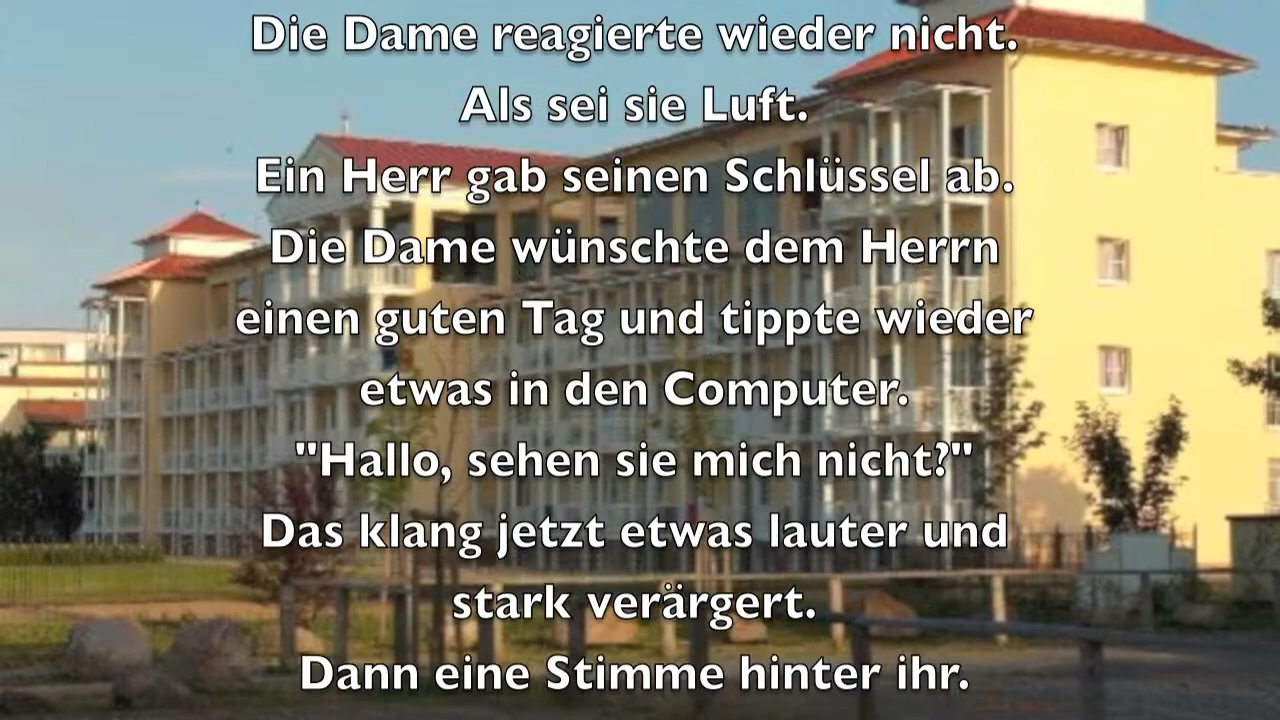 Die Dame reagierte wieder nicht.
Als sei sie Luft.
Ein Herr gab seinen Schlüssel ab.
Die Dame wünschte dem Herrn
einen guten Tag und tippte wieder
etwas in den Computer.
"Hallo, sehen sie mich nicht?"
Das klang jetzt etwas lauter und
stark verärgert.
Dann eine Stimme hinter ihr.